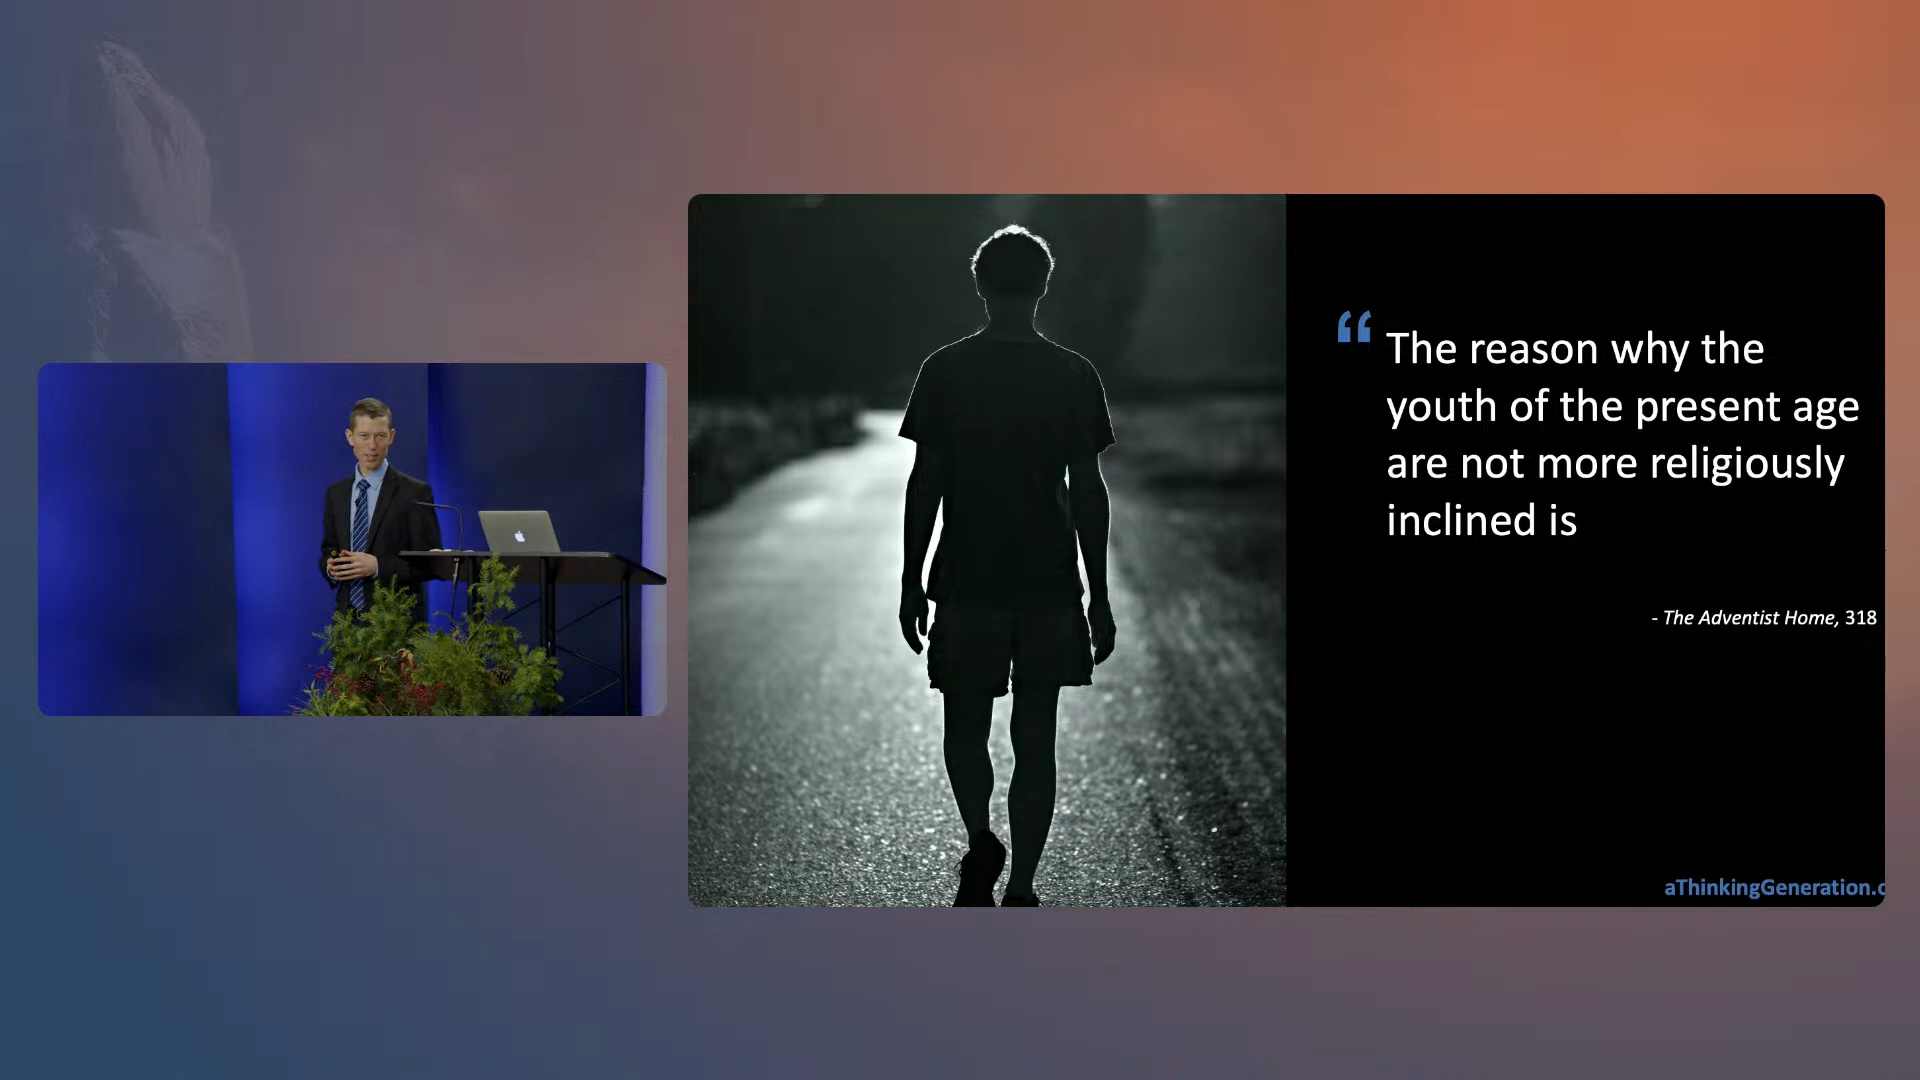 “ The reason why the
youth of the present age
are not more religiously
inclined is
- The Adventist Home, 318
aThinkingGeneration.c